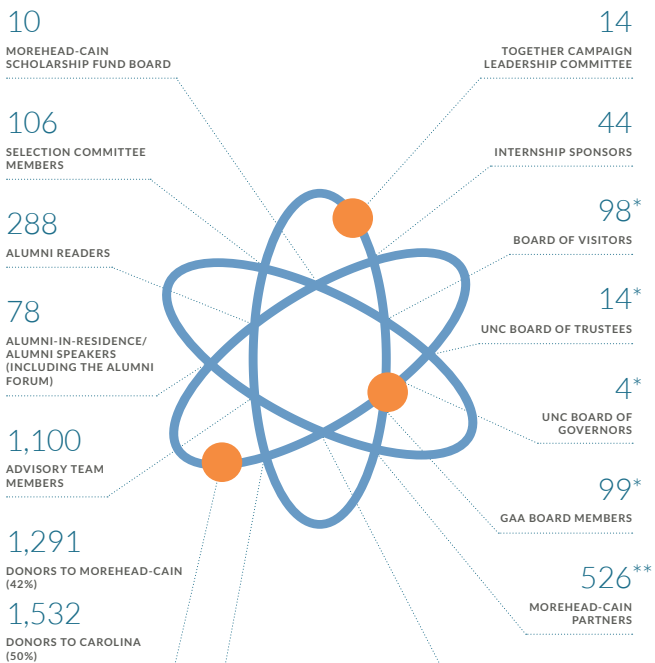 10
MOREHEAD-CAIN
SCHOLARSHIP FUND BOARD
106
SELECTION COMMITTEE
MEMBERS
288
ALUMNI READERS
78
ALUMNI-IN-RESIDENCE/
ALUMNI SPEAKERS
(INCLUDING THE ALUMNI
FORUM)
1,100
ADVISORY TEAM
MEMBERS
1,291
DONORS TO MOREHEAD-CAIN
(42%)
1,532
DONORS TO CAROLINA
(50%)
14
TOGETHER CAMPAIGN
LEADERSHIP COMMITTEE
44
INTERNSHIP SPONSORS
98*
BOARD OF VISITORS
14*
UNC BOARD OF TRUSTEES
4*
UNC BOARD OF
GOVERNORS
99*
GAA BOARD MEMBERS
526**
MOREHEAD-CAIN
PARTNERS